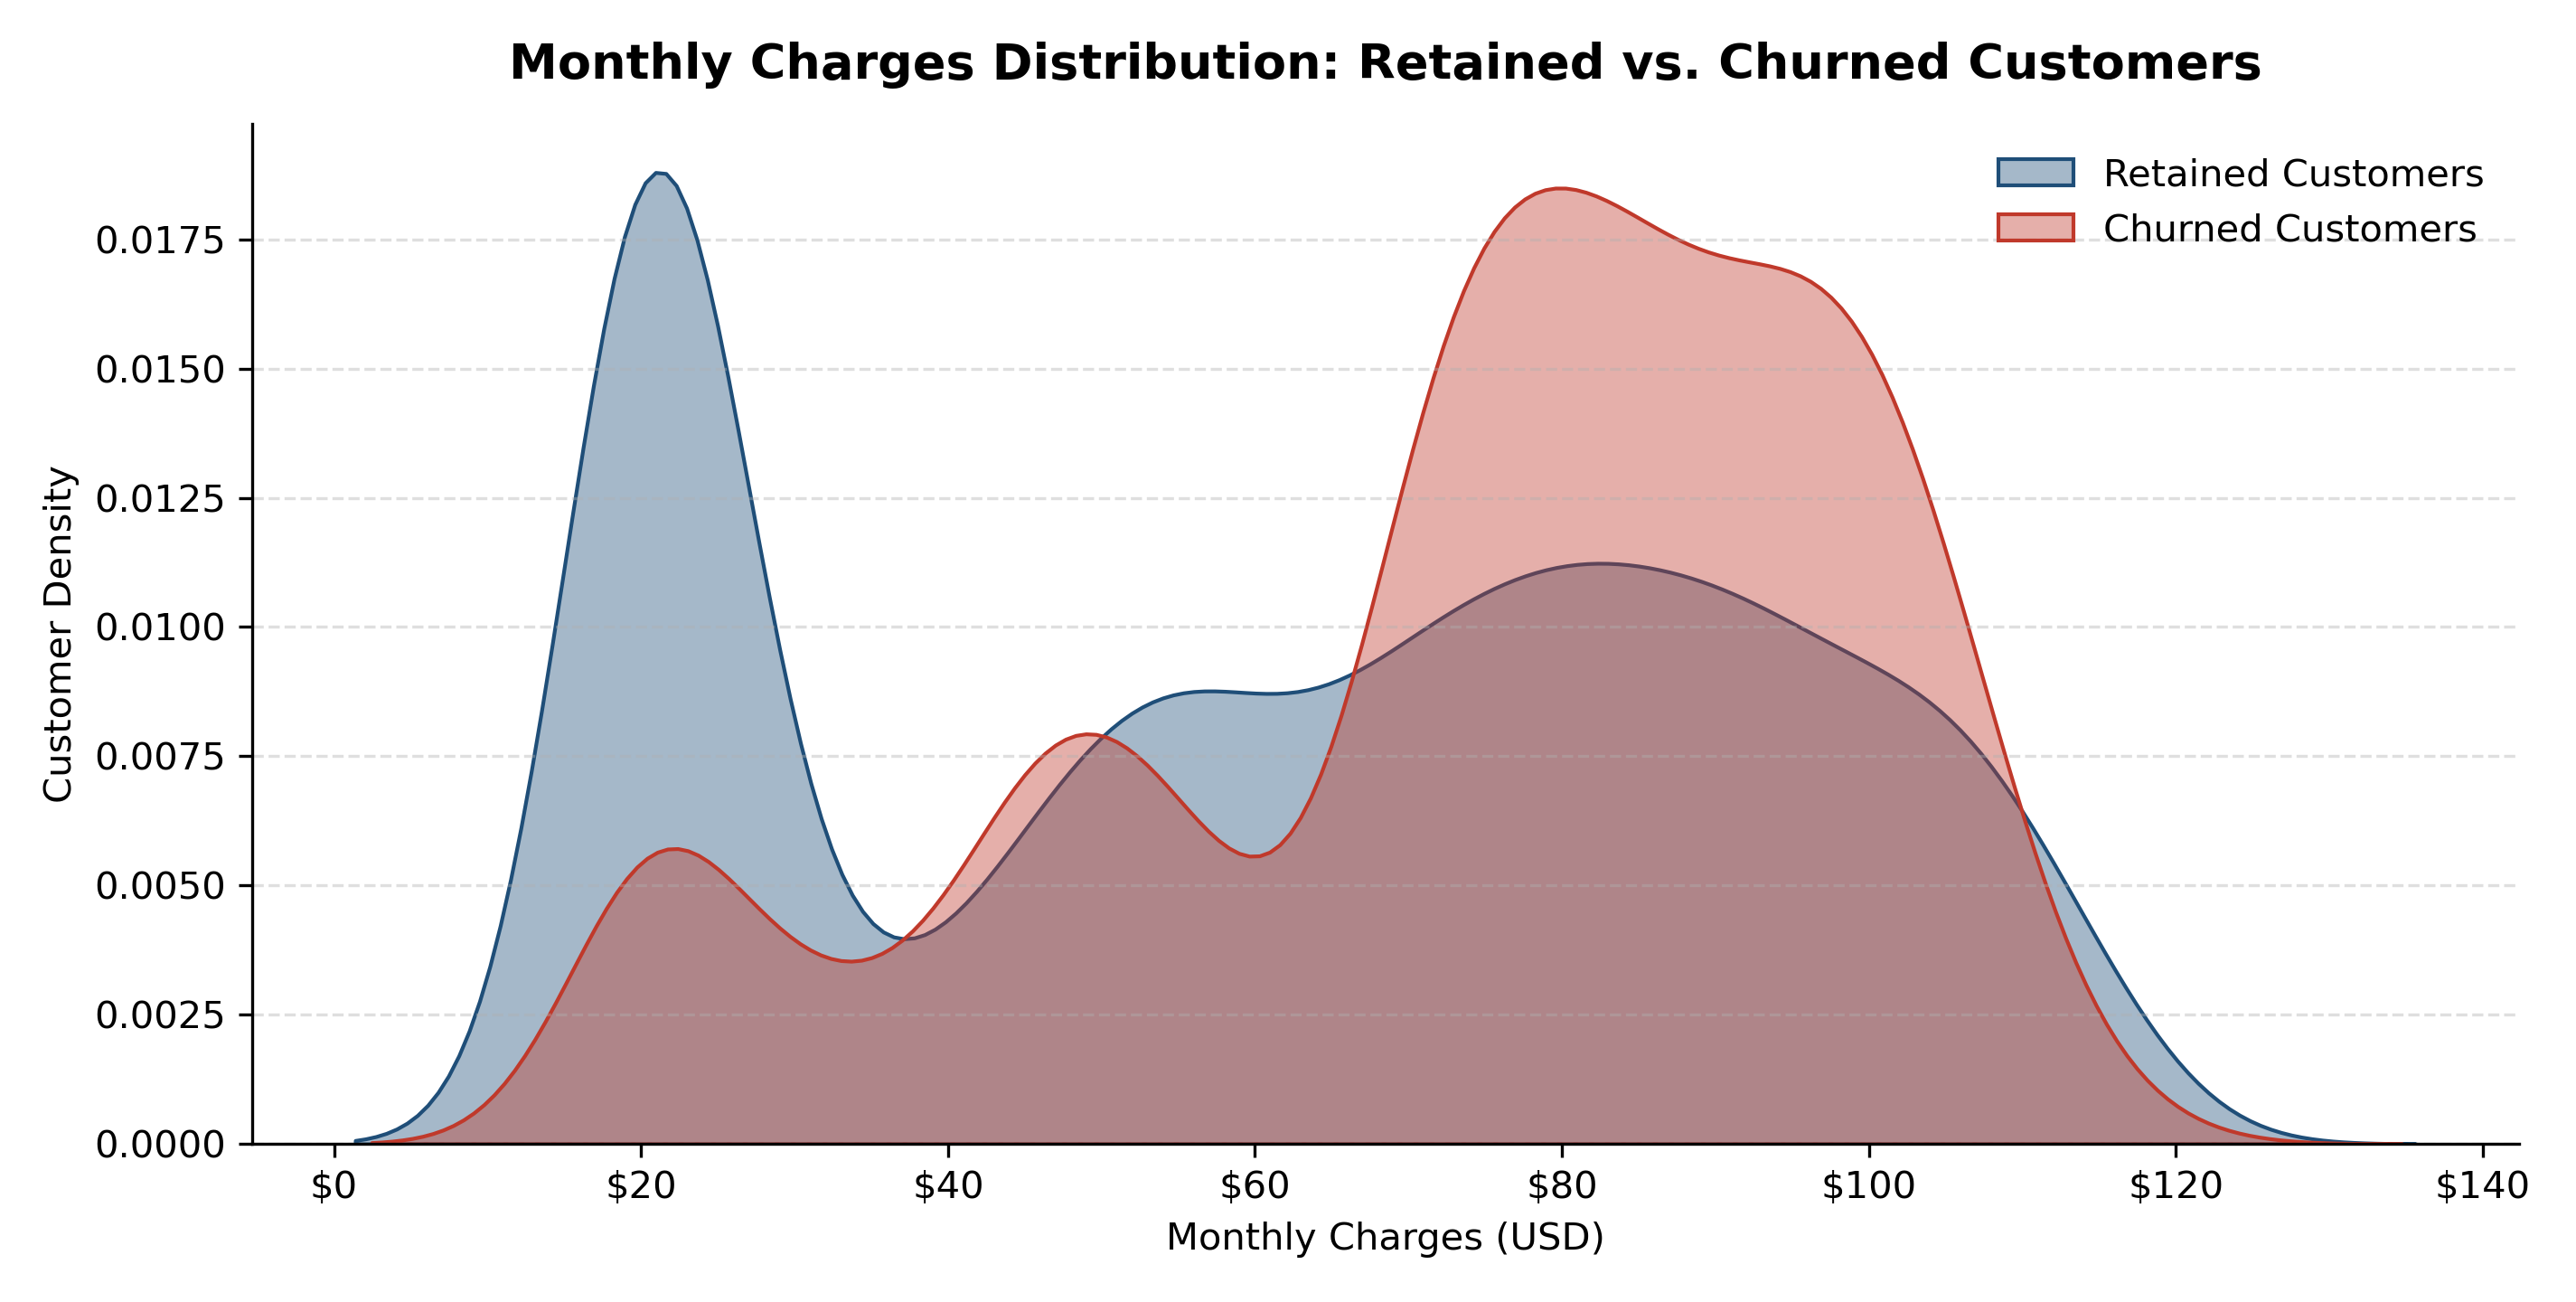 Monthly Charges Distribution: Retained vs. Churned Customers
Retained Customers
Churned Customers
Customer Density
0.0175
0.0150
0.0125
0.0100
0.0075
0.0050
0.0025
0.0000
$0 $20 $40 $60 $80 $100 $120 $140
Monthly Charges (USD)